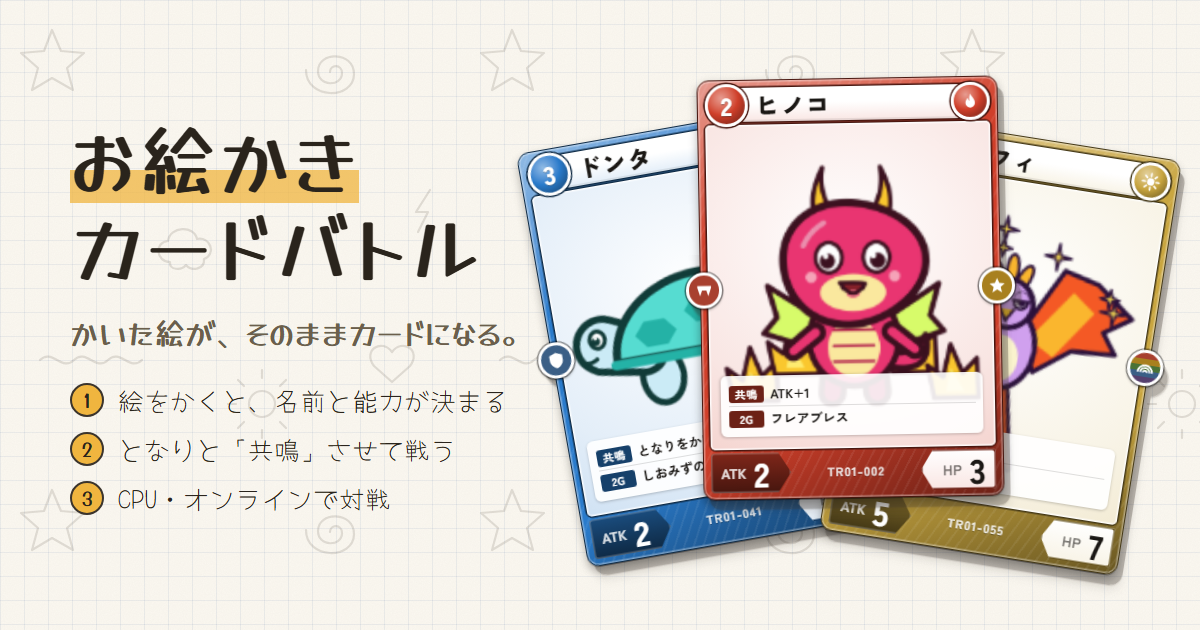 お絵かき
カードバトル
かいた絵が、そのままカードになる。
1 絵をかくと、名前と能力が決まる
2 となりと「共鳴」させて戦う
3 CPU・オンラインで対戦
3 ドンタ
共鳴 となりをか
2G しおみずの
ATK 2 TR01-041
2 ヒノコ
共鳴 ATK+1
2G フレアブレス
ATK 2 TR01-002 HP 3
フィ
ATK 5 TR01-055 HP 7